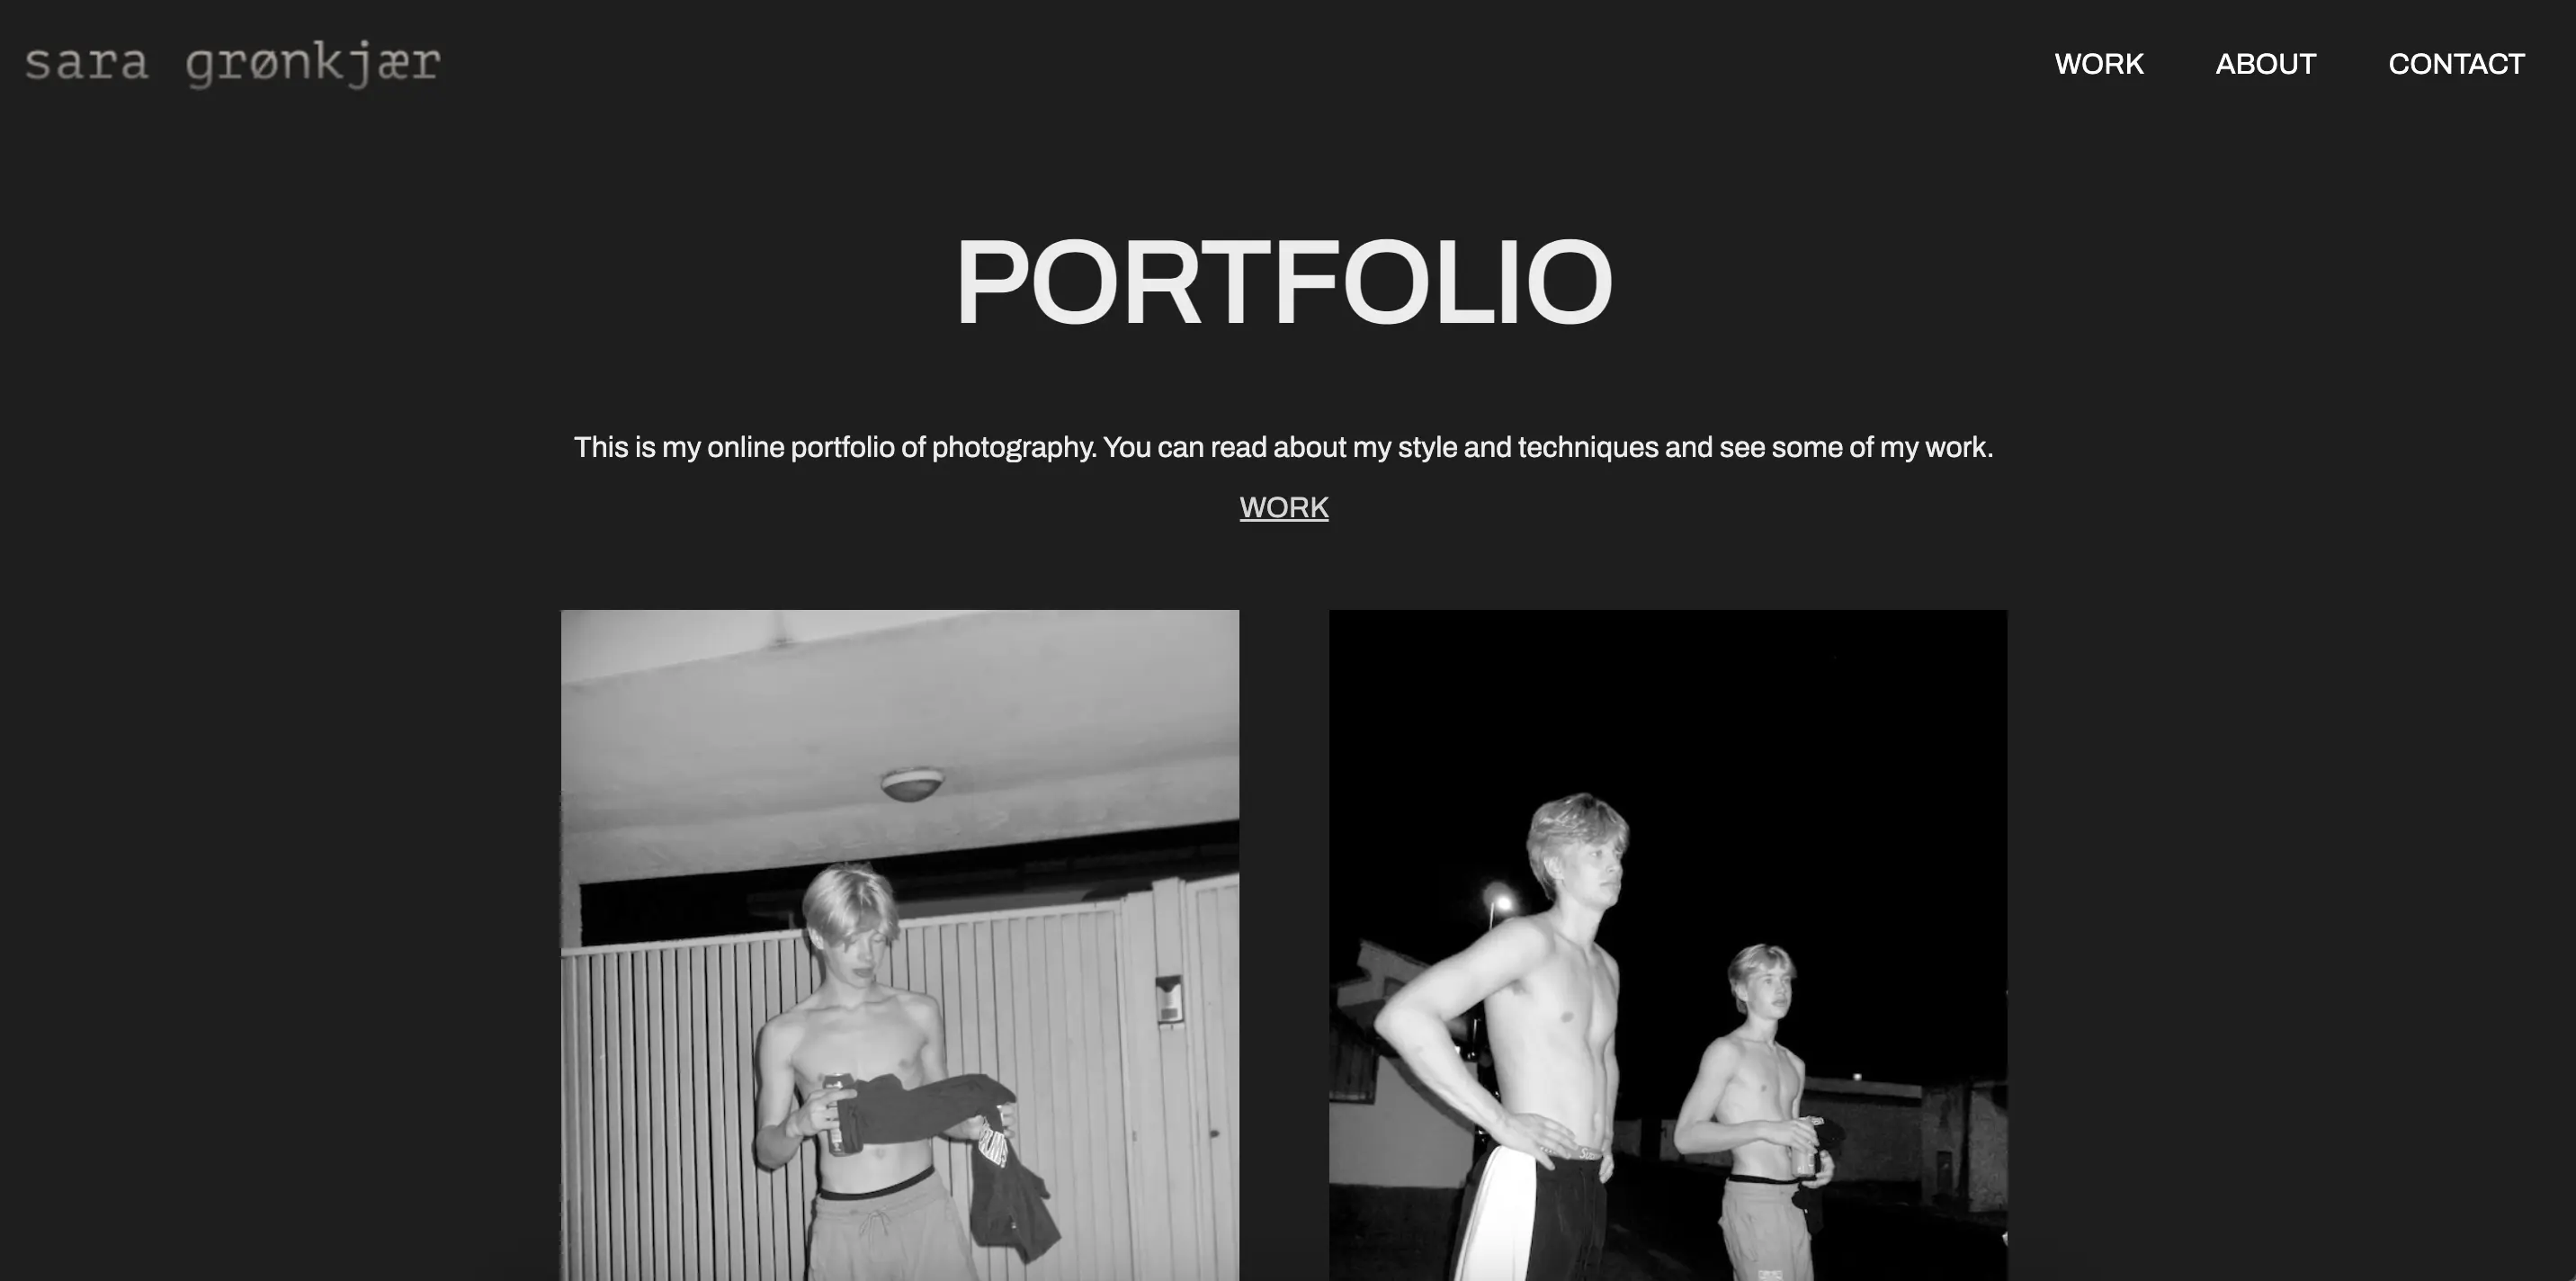 sara grønkjær
WORK ABOUT CONTACT
PORTFOLIO
This is my online portfolio of photography. You can read about my style and techniques and see some of my work.
WORK